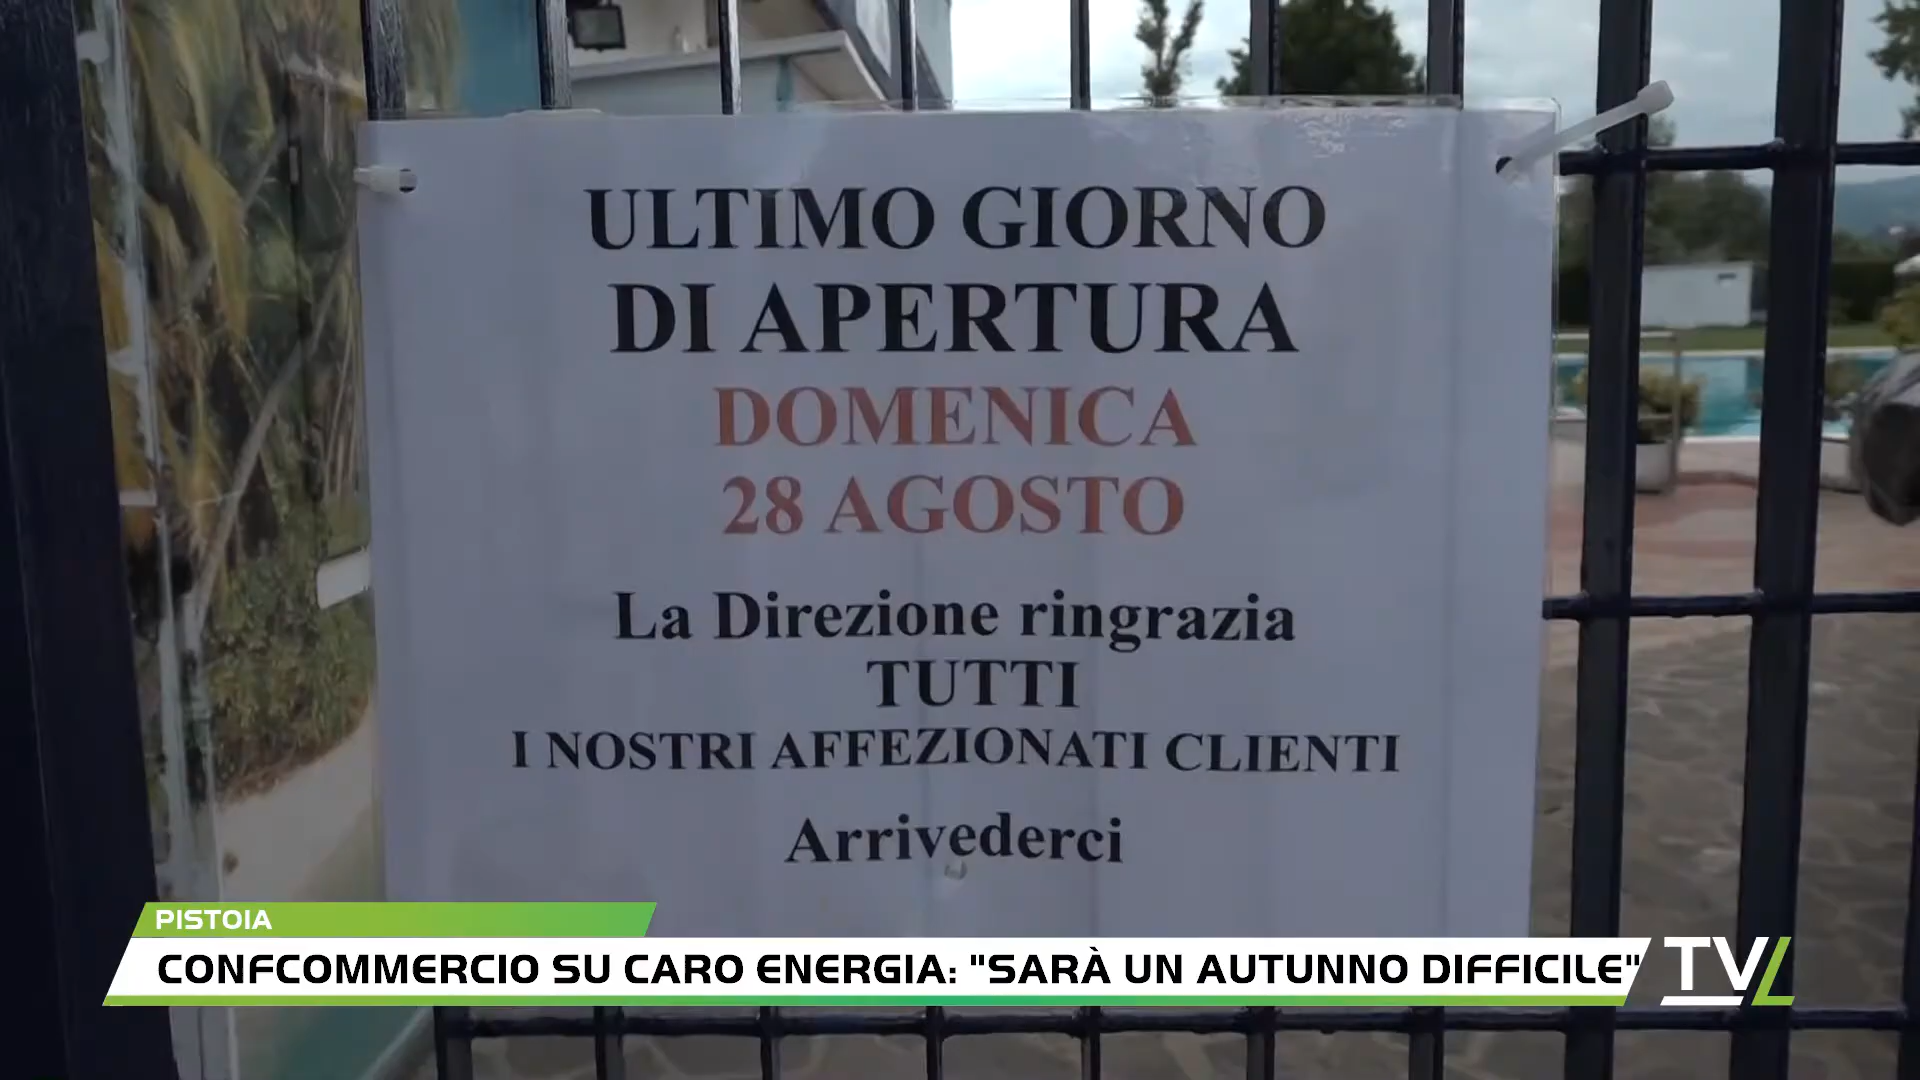 ULTIMO GIORNO
DI APERTURA
DOMENICA
28 AGOSTO
La Direzione ringrazia
TUTTI
I NOSTRI AFFEZIONATI CLIENTI
Arrivederci
PISTOIA
CONFCOMMERCIO SU CARO ENERGIA: "SARÀ UN AUTUNNO DIFFICILE"
TVL